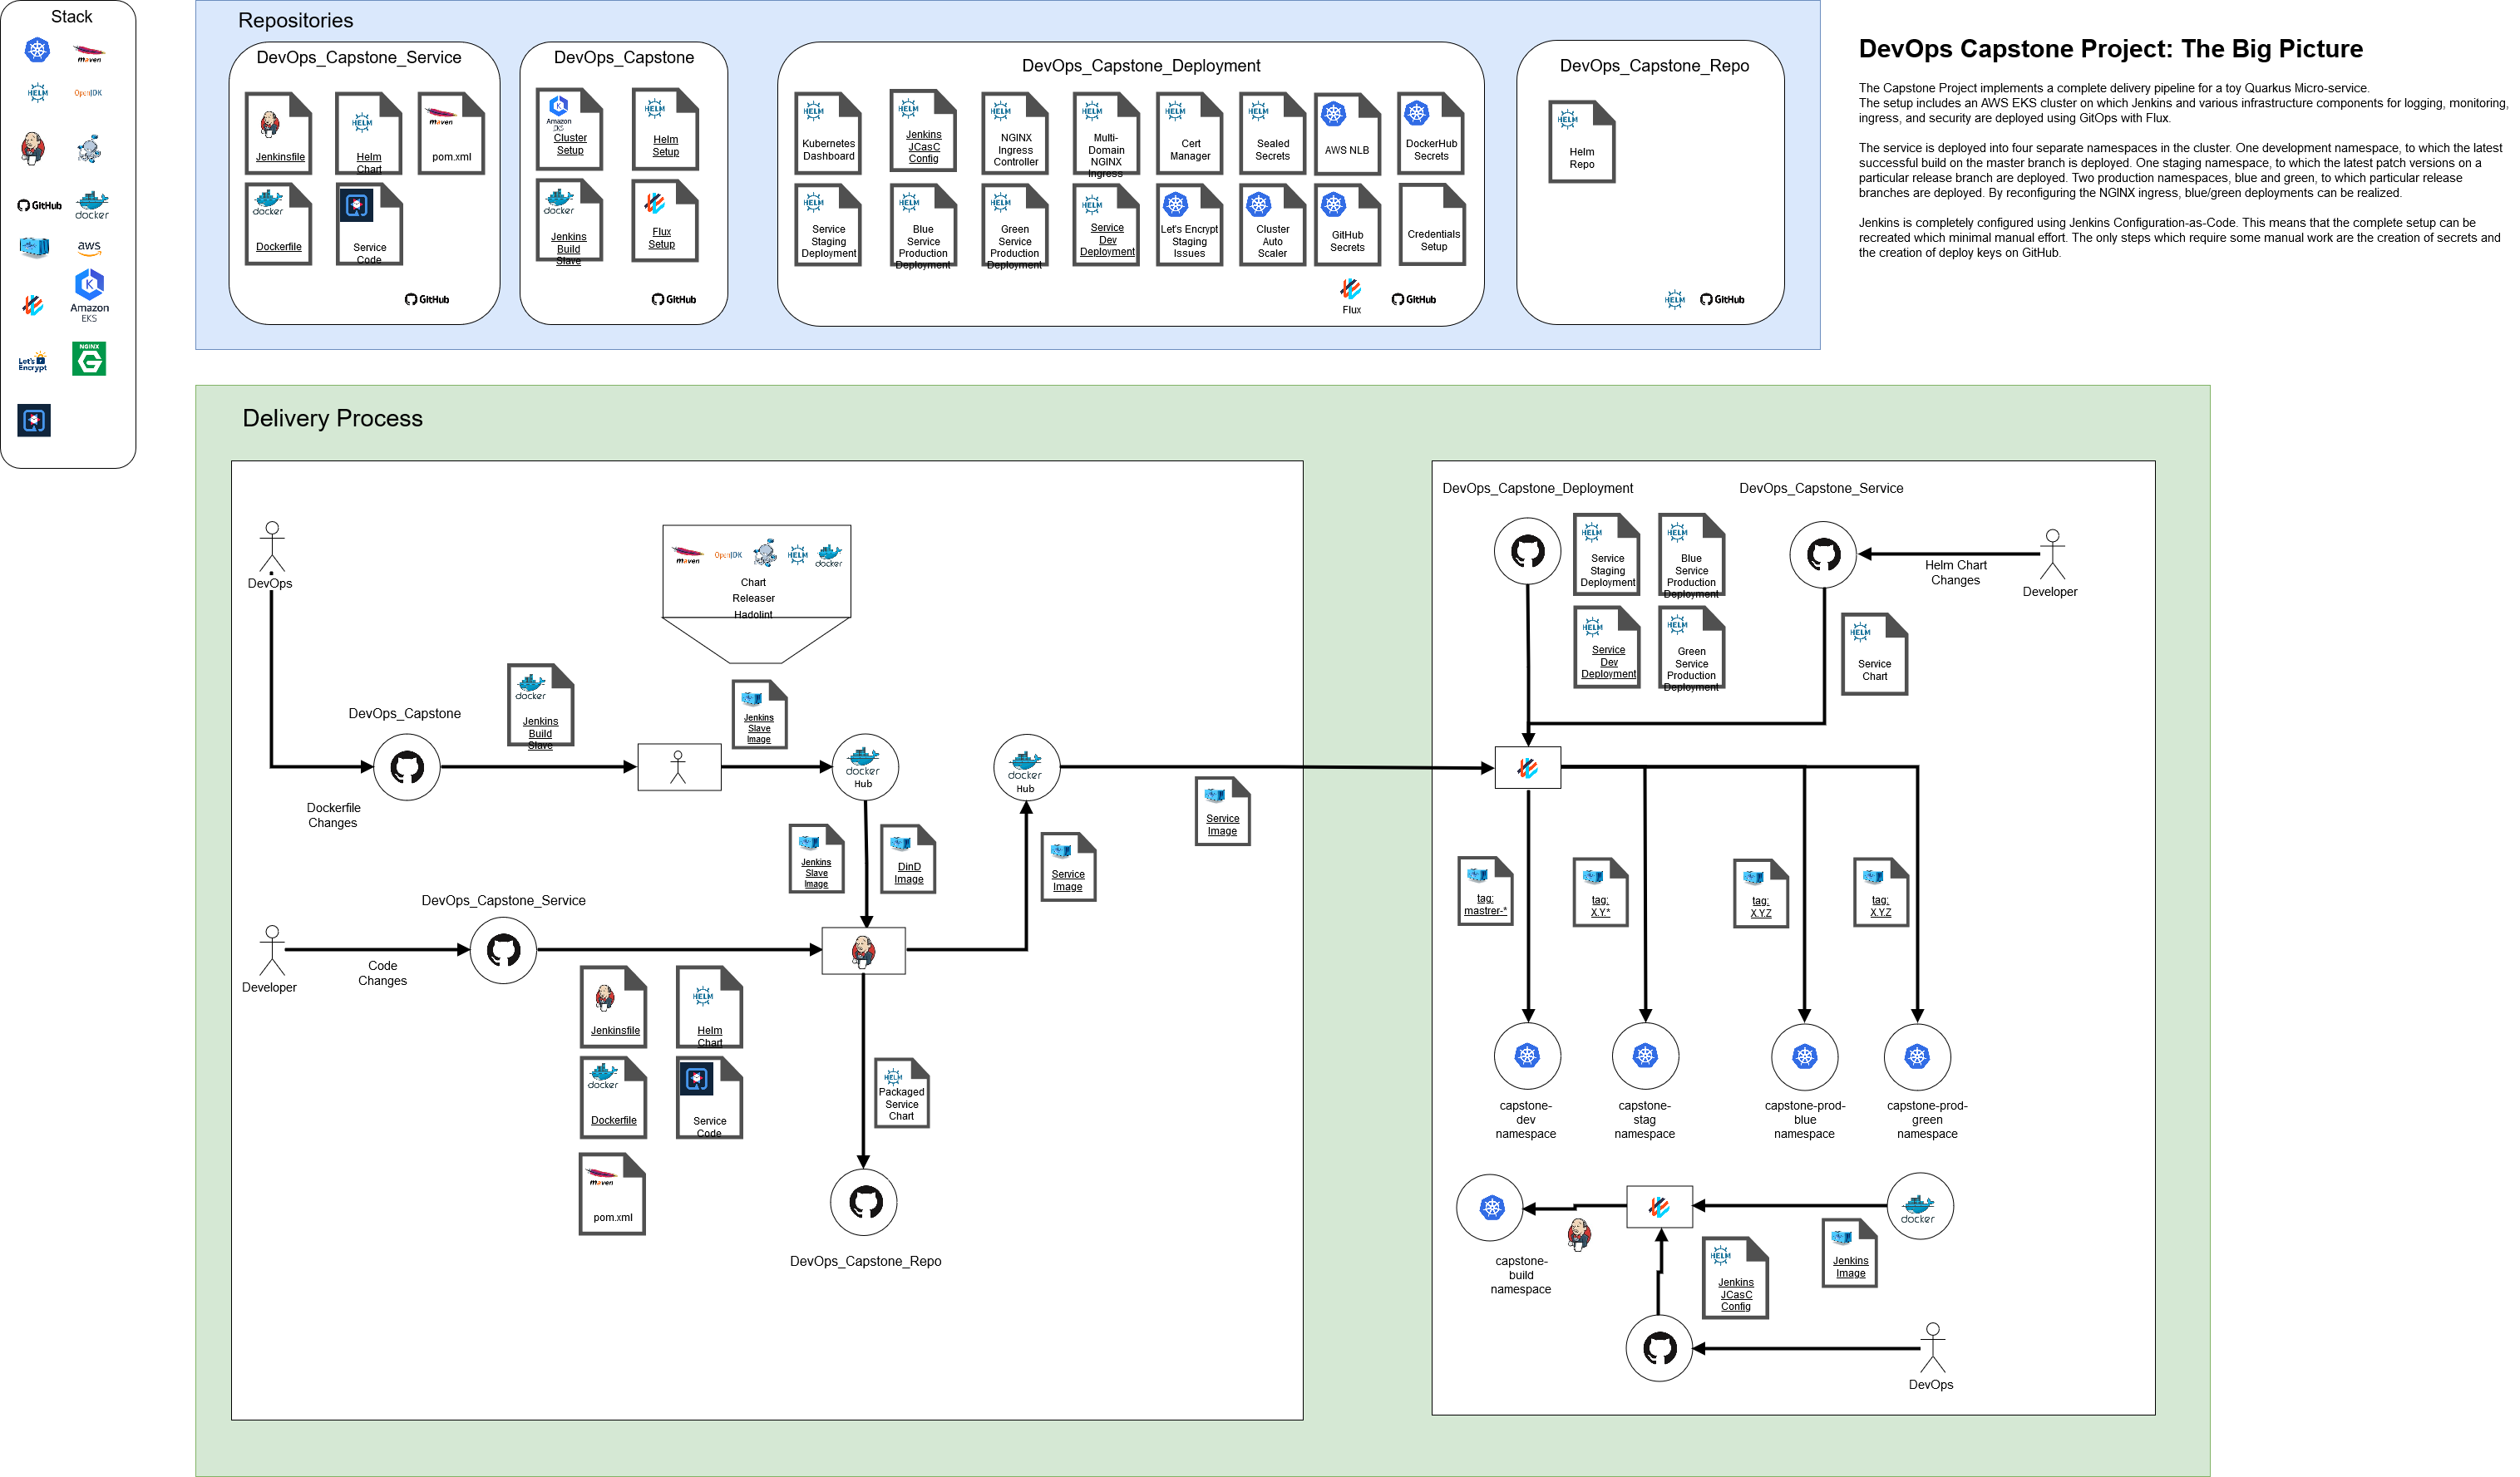 Stack
maven
HELM
OpenJDK
GitHub
docker
aws
Amazon
EKS
Let's
Encrypt
NGINX
Repositories
DevOps_Capstone_Service
Jenkinsfile
HELM
Helm
Chart
maven
pom.xml
docker
Dockerfile
Service
Code
GitHub
DevOps_Capstone
Amazon
EKS
Cluster
Setup
HELM
Helm
Setup
docker
Jenkins
Build
Slave
Flux
Setup
GitHub
DevOps_Capstone_Deployment
HELM
Kubernetes
Dashboard
HELM
Jenkins
JCasC
Config
HELM
NGINX
Ingress
Controller
HELM
Multi-
Domain
NGINX
Ingress
HELM
Cert
Manager
HELM
Sealed
Secrets
AWS NLB
DockerHub
Secrets
HELM
Service
Staging
Deployment
HELM
Blue
Service
Production
Deployment
HELM
Green
Service
Production
Deployment
HELM
Service
Dev
Deployment
Let's Encrypt
Staging
Issues
Cluster
Auto
Scaler
GitHub
Secrets
Credentials
Setup
Flux
GitHub
DevOps_Capstone_Repo
HELM
Helm
Repo
HELM
GitHub
DevOps Capstone Project: The Big Picture
The Capstone Project implements a complete delivery pipeline for a toy Quarkus Micro-service.
The setup includes an AWS EKS cluster on which Jenkins and various infrastructure components for logging, monitoring,
ingress, and security are deployed using GitOps with Flux.
The service is deployed into four separate namespaces in the cluster. One development namespace, to which the latest
successful build on the master branch is deployed. One staging namespace, to which the latest patch versions on a
particular release branch are deployed. Two production namespaces, blue and green, to which particular release
branches are deployed. By reconfiguring the NGINX ingress, blue/green deployments can be realized.
Jenkins is completely configured using Jenkins Configuration-as-Code. This means that the complete setup can be
recreated which minimal manual effort. The only steps which require some manual work are the creation of secrets and
the creation of deploy keys on GitHub.
Delivery Process
DevOps
maven
OpenJDK
HELM
docker
Chart
Releaser
Hadolint
DevOps_Capstone
docker
Jenkins
Build
Slave
Jenkins
Slave
Image
docker
Hub
docker
Hub
Dockerfile
Changes
Jenkins
Slave
Image
DinD
Image
Service
Image
Service
Image
DevOps_Capstone_Service
Developer
Code
Changes
Jenkinsfile
HELM
Helm
Chart
docker
Dockerfile
Service
Code
maven
pom.xml
HELM
Packaged
Service
Chart
DevOps_Capstone_Repo
DevOps_Capstone_Deployment
DevOps_Capstone_Service
HELM
Service
Staging
Deployment
HELM
Blue
Service
Production
Deployment
HELM
Service
Dev
Deployment
HELM
Green
Service
Production
Deployment
Helm Chart
Changes
Developer
HELM
Service
Chart
tag:
mastrer-*
tag:
X.Y.*
tag:
X.Y.Z
tag:
X.Y.Z
capstone-
dev
namespace
capstone-
stag
namespace
capstone-prod-
blue
namespace
capstone-prod-
green
namespace
capstone-
build
namespace
docker
HELM
Jenkins
JCasC
Config
Jenkins
Image
DevOps